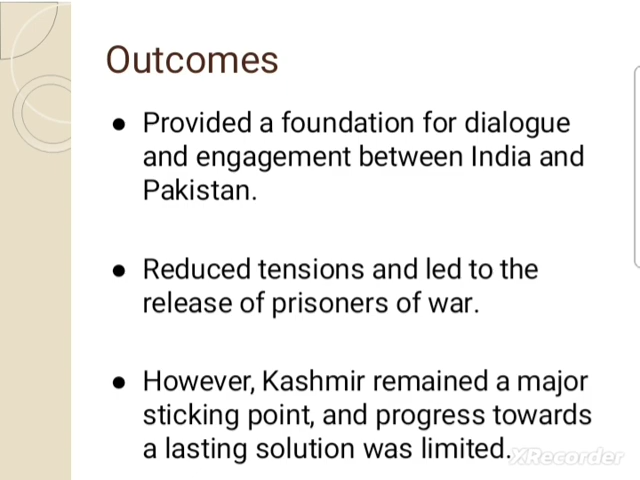 Outcomes
● Provided a foundation for dialogue
and engagement between India and
Pakistan.
● Reduced tensions and led to the
release of prisoners of war.
● However, Kashmir remained a major
sticking point, and progress towards
a lasting solution was limited.
XRecorder